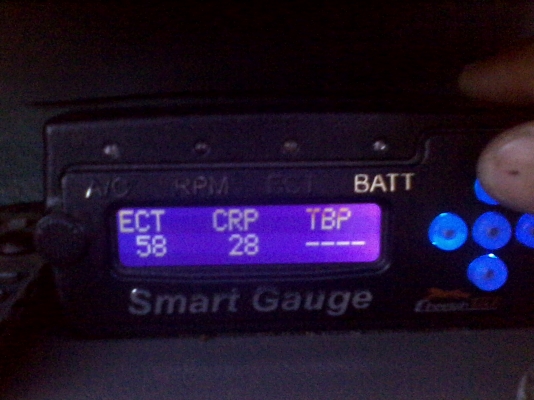 A/C RPM ECT BATT
ECT CRP TBP
58 28 ----
Smart Gauge